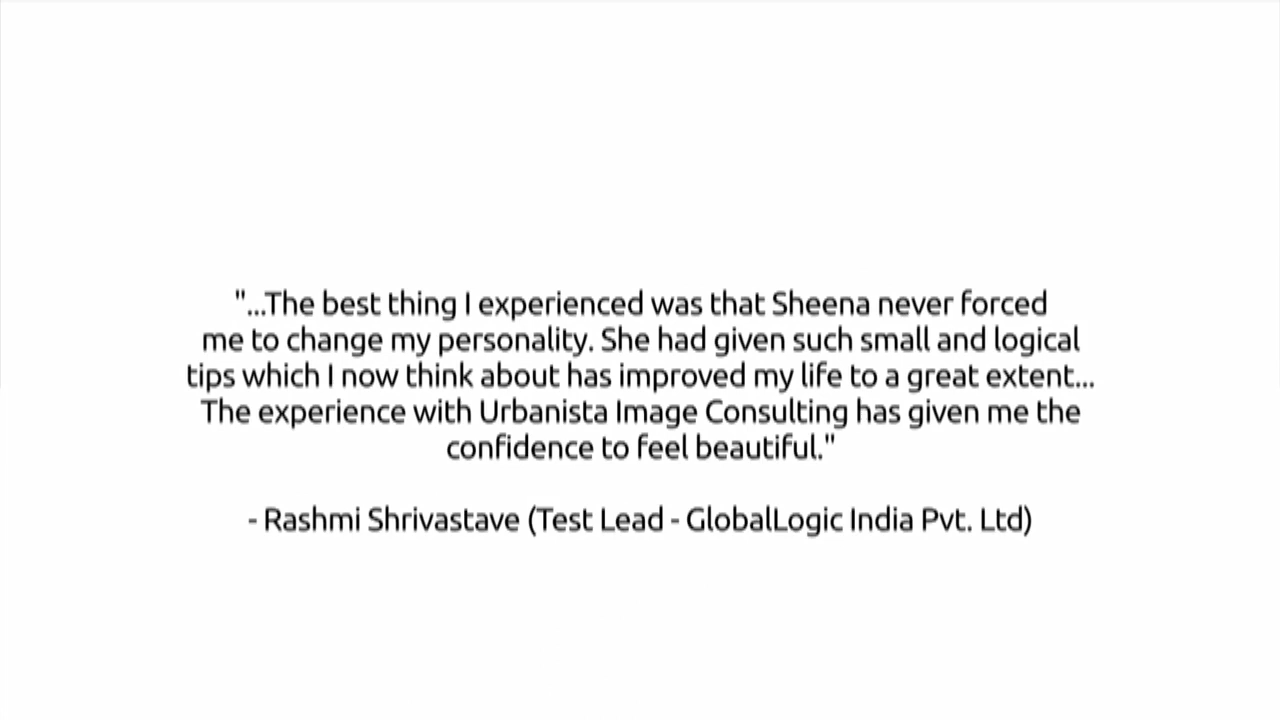 "...The best thing I experienced was that Sheena never forced
me to change my personality. She had given such small and logical
tips which I now think about has improved my life to a great extent...
The experience with Urbanista Image Consulting has given me the
confidence to feel beautiful."
- Rashmi Shrivastave (Test Lead - GlobalLogic India Pvt. Ltd)